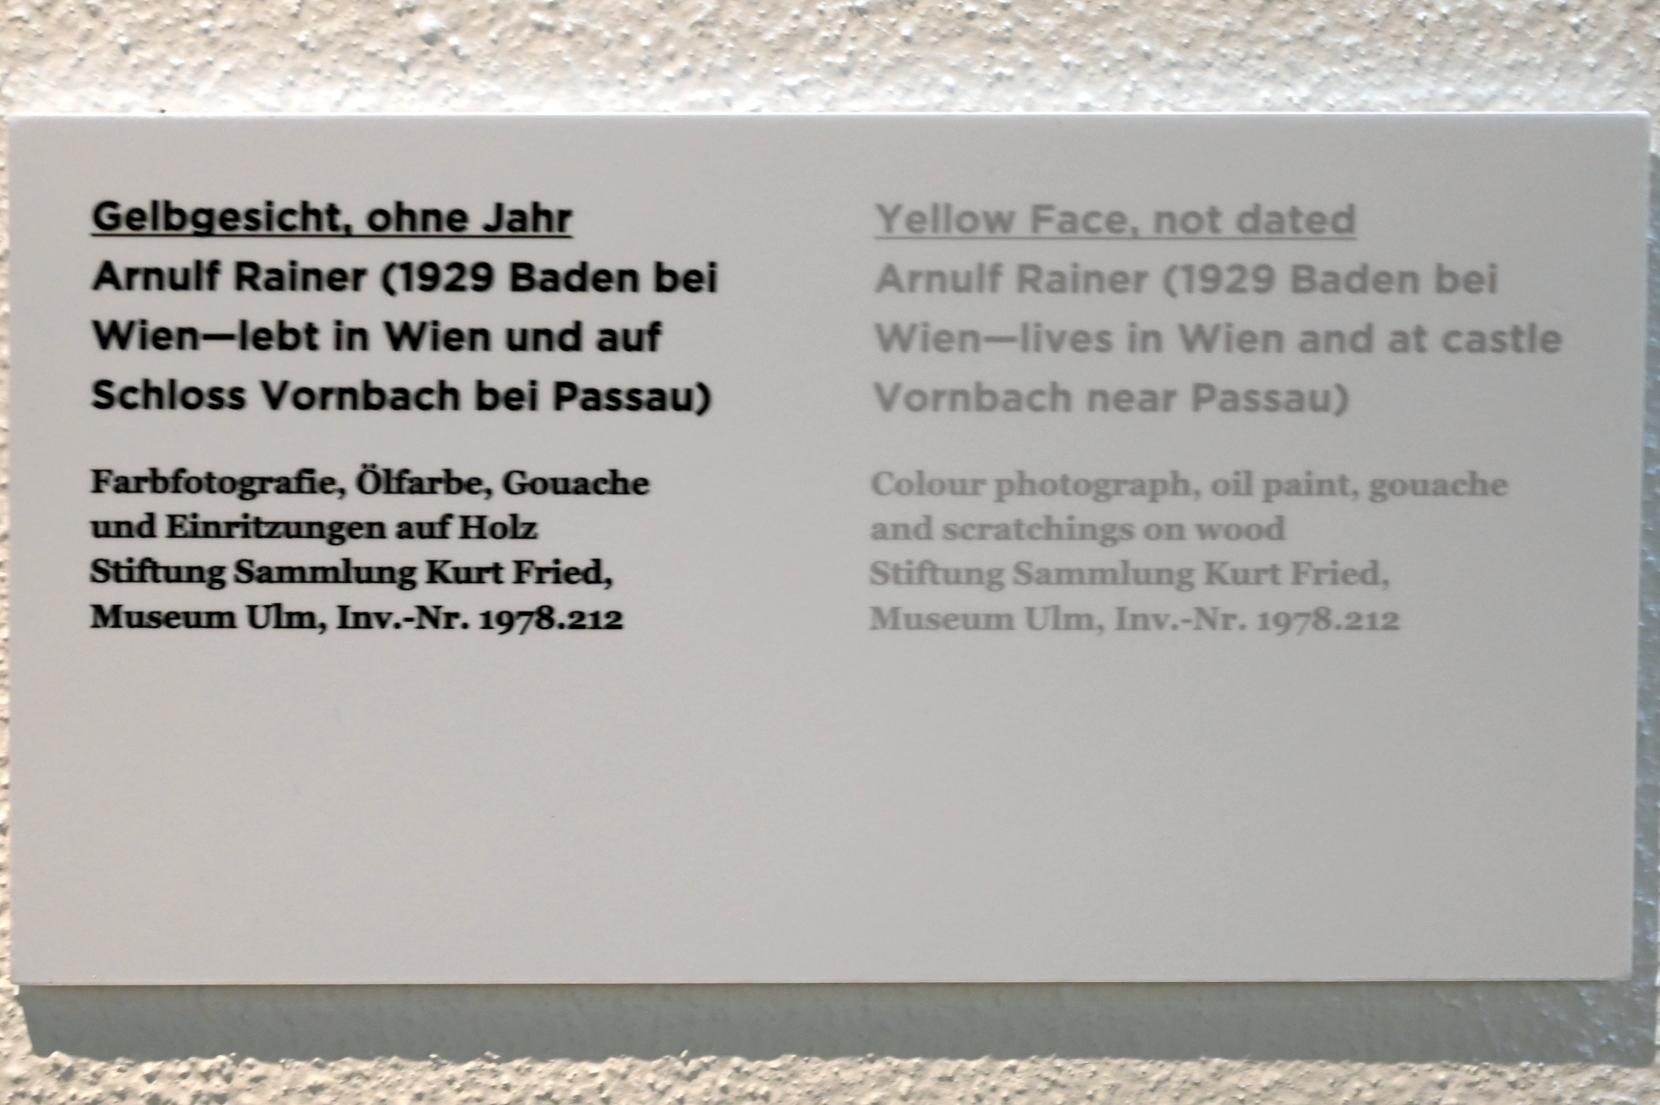 Gelbgesicht, ohne Jahr
Arnulf Rainer (1929 Baden bei
Wien—lebt in Wien und auf
Schloss Vornbach bei Passau)
Farbfotografie, Ölfarbe, Gouache
und Einritzungen auf Holz
Stiftung Sammlung Kurt Fried,
Museum Ulm, Inv.-Nr. 1978.212
Yellow Face, not dated
Arnulf Rainer (1929 Baden bei
Wien—lives in Wien and at castle
Vornbach near Passau)
Colour photograph, oil paint, gouache
and scratchings on wood
Stiftung Sammlung Kurt Fried,
Museum Ulm, Inv.-Nr. 1978.212